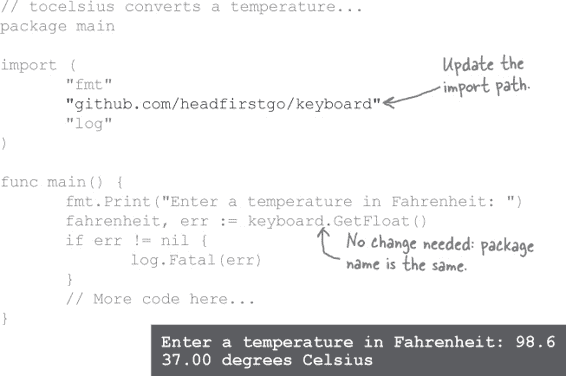 // tocelsius converts a temperature...
package main
import (
"fmt"
Update the
import path.
"github.com/headfirstgo/keyboard"
"log"
)
func main() {
fmt.Print("Enter a temperature in Fahrenheit: ")
fahrenheit, err := keyboard.GetFloat()
if err != nil {
No change needed: package
name is the same.
log.Fatal(err)
}
// More code here...
}
Enter a temperature in Fahrenheit: 98.6
37.00 degrees Celsius